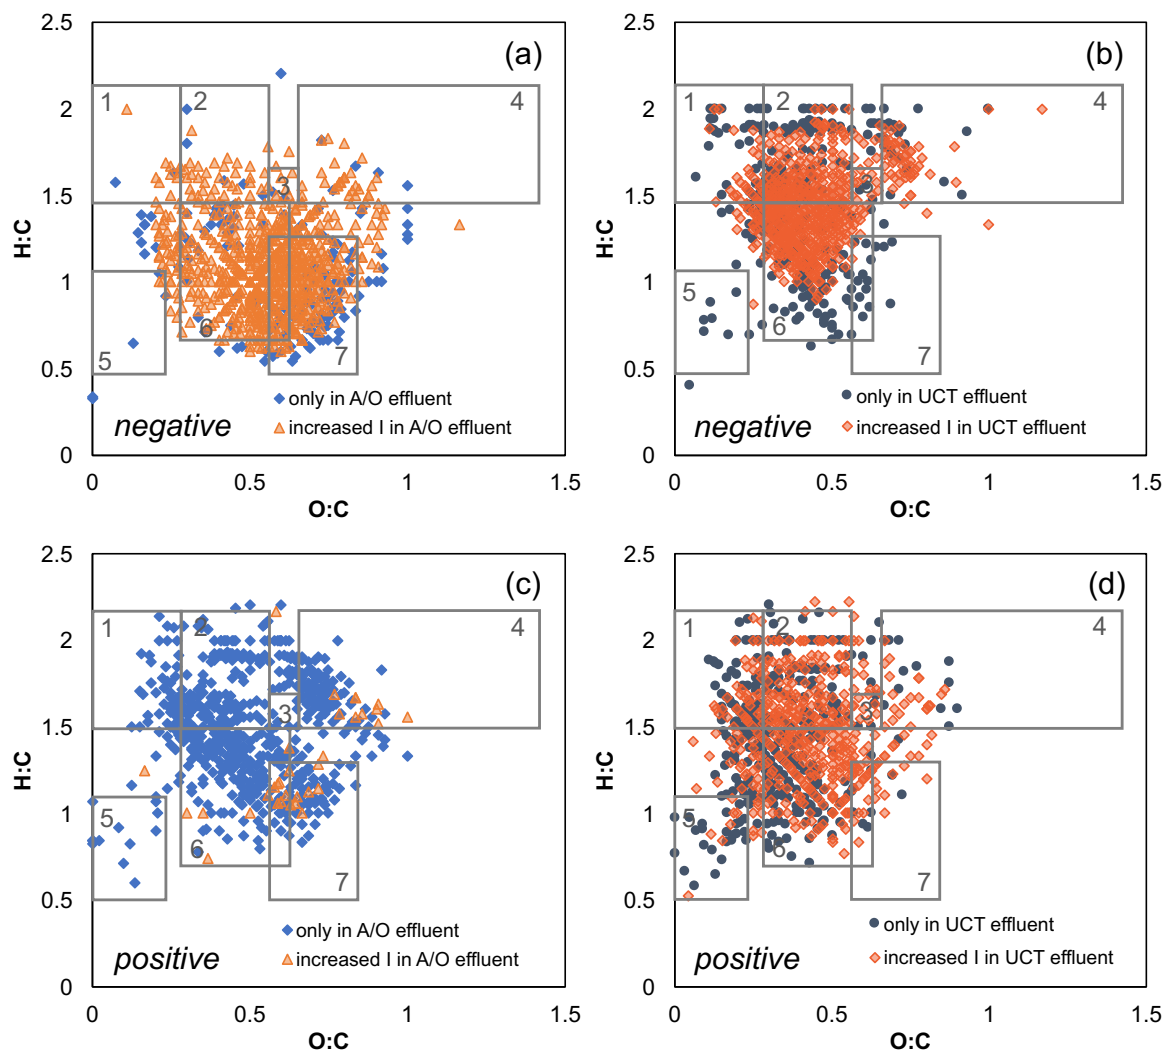 2.5
(a)
2
1
2
4
1.5
3
H:C
1
5
6
7
0.5
only in A/O effluent
increased I in A/O effluent
negative
0
0
0.5
1
1.5
O:C
2.5
(b)
2
1
2
4
1.5
3
H:C
1
5
6
7
0.5
only in UCT effluent
increased I in UCT effluent
negative
0
0
0.5
1
1.5
O:C
2.5
(c)
2
1
2
4
1.5
3
H:C
1
5
6
7
0.5
only in A/O effluent
increased I in A/O effluent
positive
0
0
0.5
1
1.5
O:C
2.5
(d)
2
1
2
4
1.5
3
H:C
1
5
6
7
0.5
only in UCT effluent
increased I in UCT effluent
positive
0
0
0.5
1
1.5
O:C